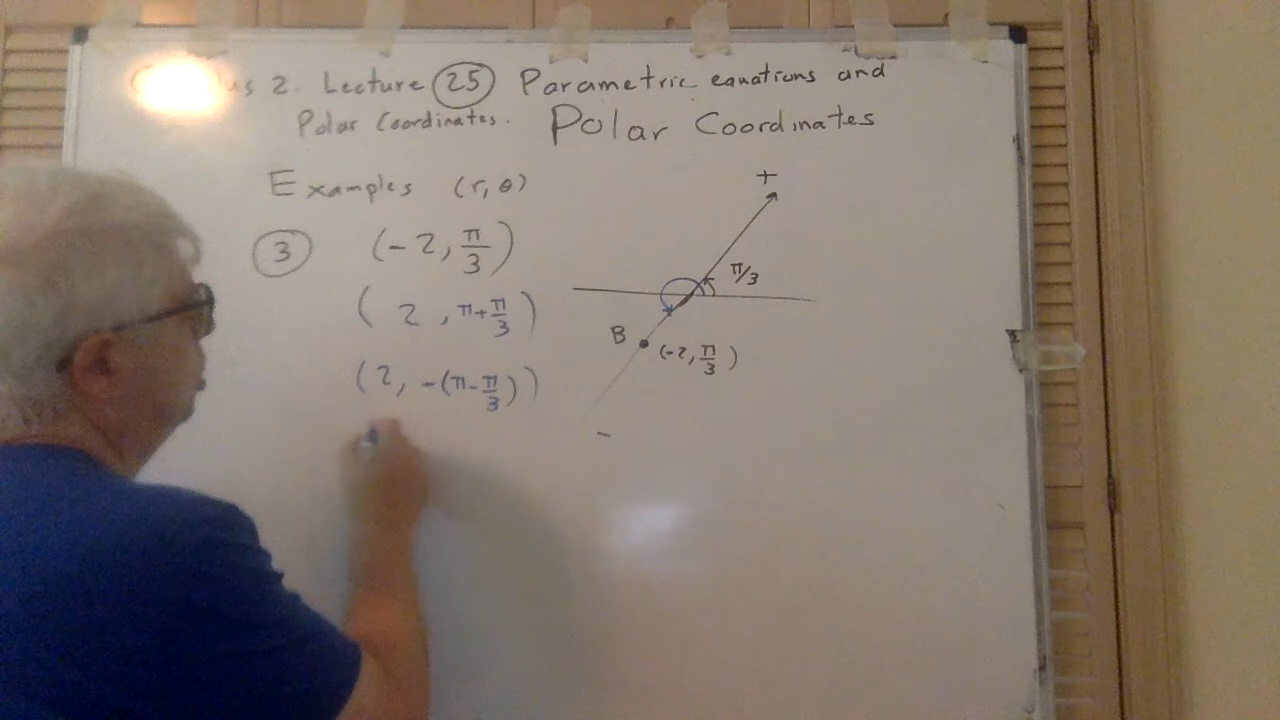 us 2. Lecture 25 Parametric equations and
Polar Coordinates. Polar Coordinates
Examples (r, θ)
3 (-2, π/3)
(2, π+π/3)
(2, -(π-π/3))
+
π/3
B (-2, π/3)
-